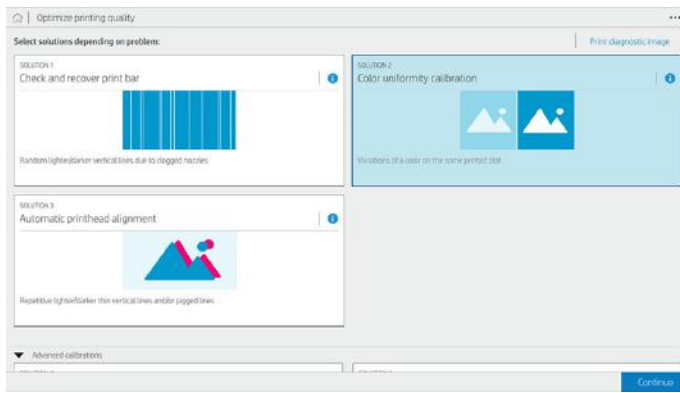 Optimize printing quality
Select solutions depending on problem:
Print diagnostic image
SOLUTION 1
Check and recover print bar
Random lighter/darker vertical lines due to clogged nozzles
SOLUTION 2
Color uniformity calibration
Variations of a color on the same printed plot
SOLUTION 3
Automatic printhead alignment
Repetitive lighter/darker thin vertical lines and/or jagged lines
Advanced calibrations
Continue